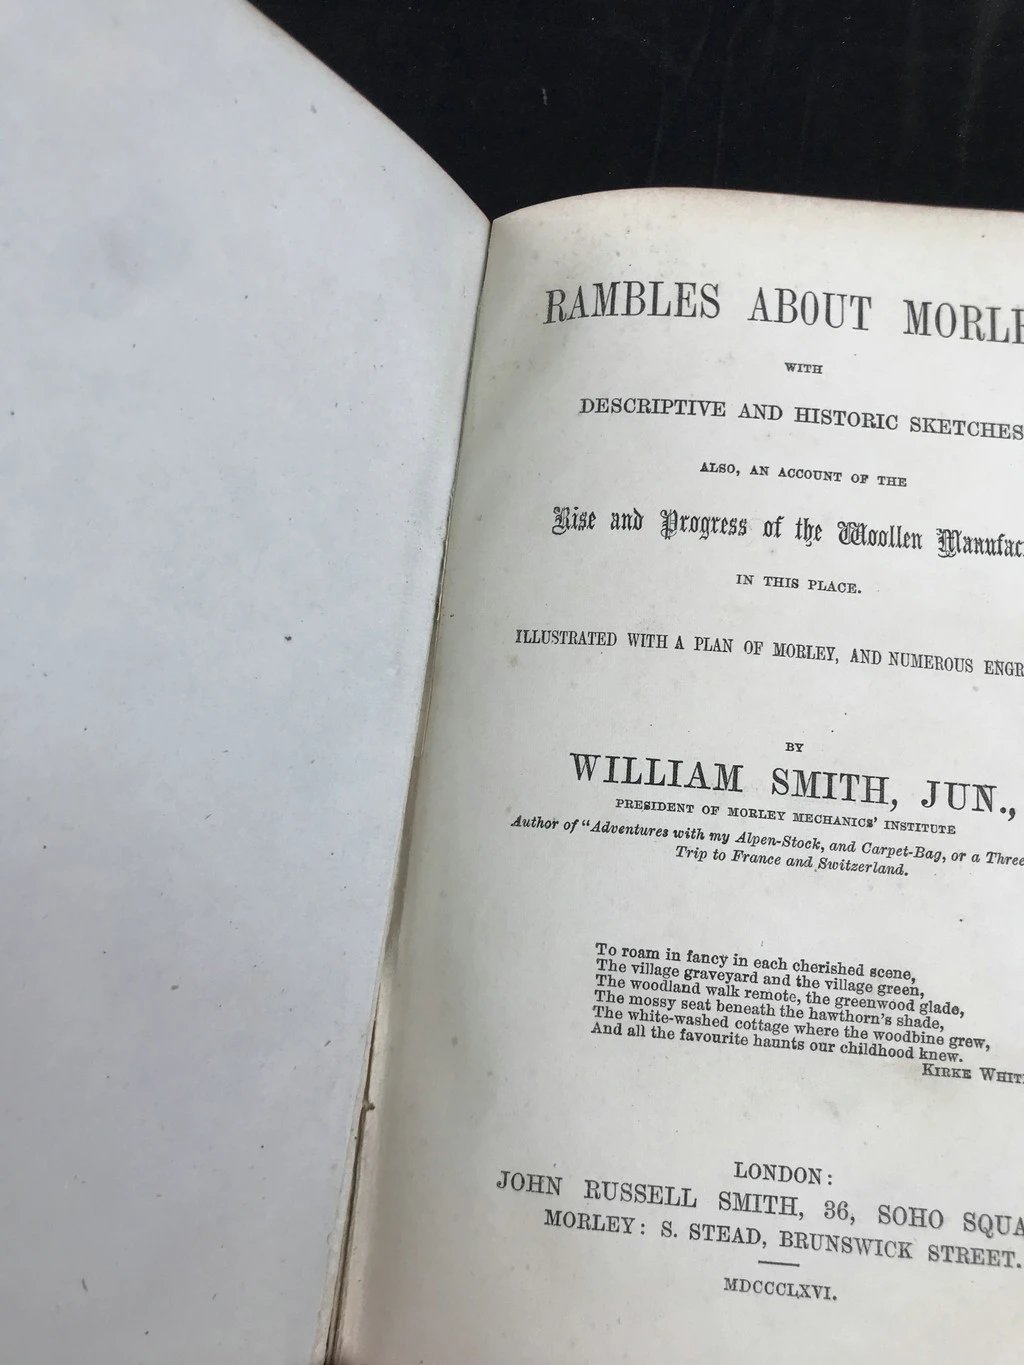 RAMBLES ABOUT MORLE
WITH
DESCRIPTIVE AND HISTORIC SKETCHES
ALSO, AN ACCOUNT OF THE
Rise and Progress of the Woollen Manufac
IN THIS PLACE.
ILLUSTRATED WITH A PLAN OF MORLEY, AND NUMEROUS ENGR
BY
WILLIAM SMITH, JUN.,
PRESIDENT OF MORLEY MECHANICS' INSTITUTE
Author of "Adventures with my Alpen-Stock, and Carpet-Bag, or a Three
Trip to France and Switzerland.
To roam in fancy in each cherished scene,
The village graveyard and the village green,
The woodland walk remote, the greenwood glade,
The mossy seat beneath the hawthorn's shade,
The white-washed cottage where the woodbine grew,
And all the favourite haunts our childhood knew.
KIRKE WHIT
LONDON:
JOHN RUSSELL SMITH, 36, SOHO SQUA
MORLEY: S. STEAD, BRUNSWICK STREET.
MDCCCLXVI.